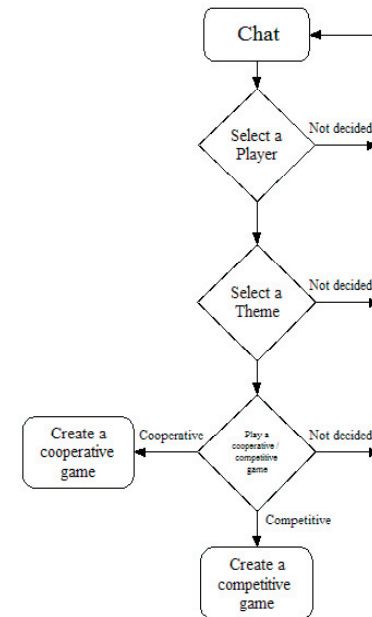 Chat
Select a
Player
Not decided
Select a
Theme
Not decided
Create a
cooperative
game
Cooperative
Play a
cooperative /
competitive
game
Not decided
Competitive
Create a
competitive
game